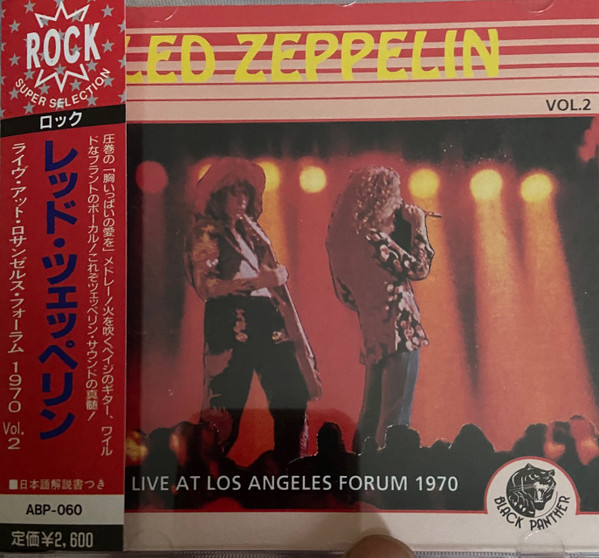 ROCK
SUPER SELECTION
ロック
レッド・ツェッペリン
ライヴ・アット・ロサンゼルス・フォーラム 1970 Vol. 2
圧巻の「胸いっぱいの愛を」メドレー!火を吹くペイジのギター、ワイル
ドなプラントのボーカル!これぞツェッペリン・サウンドの真髄!
■日本語解説書つき
ABP-060
定価¥2,600
LED ZEPPELIN
VOL.2
LIVE AT LOS ANGELES FORUM 1970
BLACK PANTHER